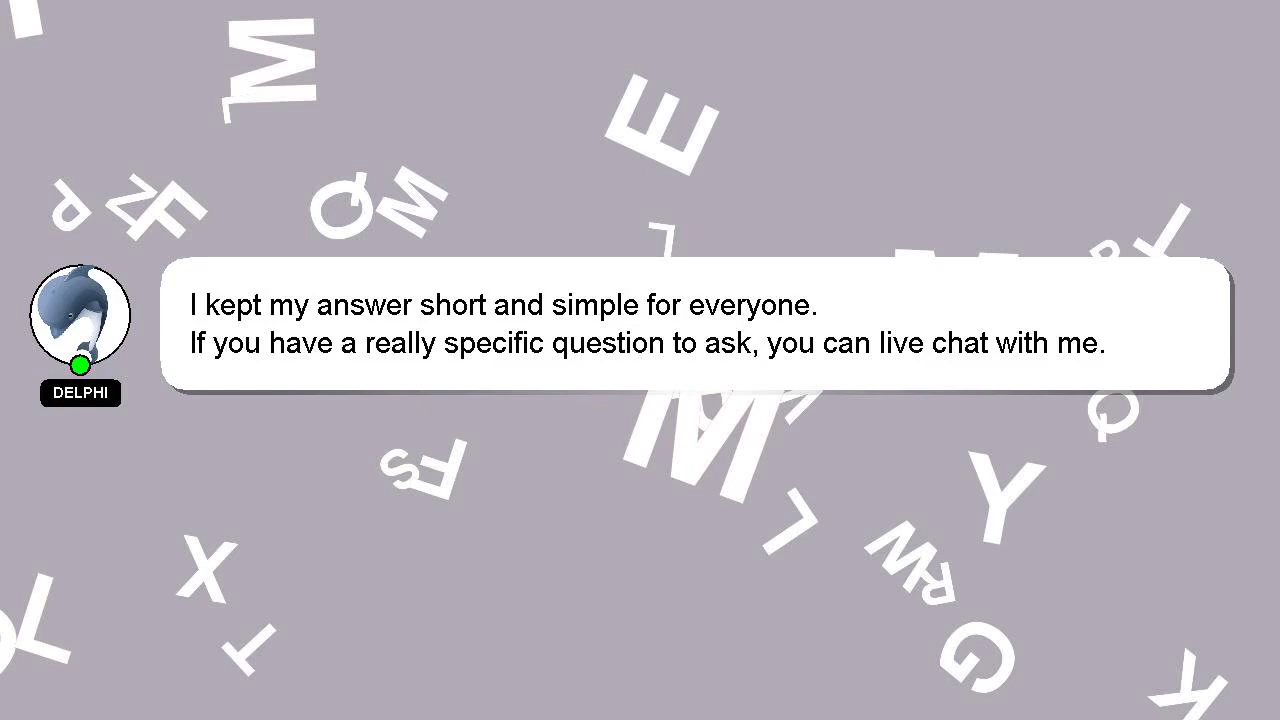 I kept my answer short and simple for everyone.
If you have a really specific question to ask, you can live chat with me.
DELPHI
M
E
P
Z
F
Q
M
L
T
M
Q
S
F
Y
L
X
W
R
T
G
K